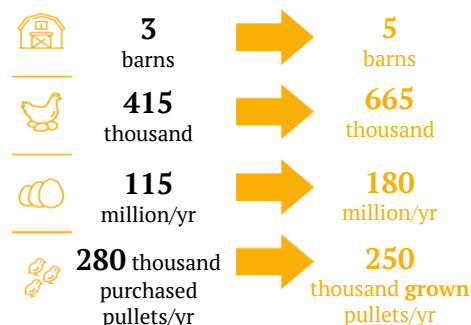 3
barns
5
barns
415
thousand
665
thousand
115
million/yr
180
million/yr
280 thousand
purchased
pullets/yr
250
thousand grown
pullets/yr